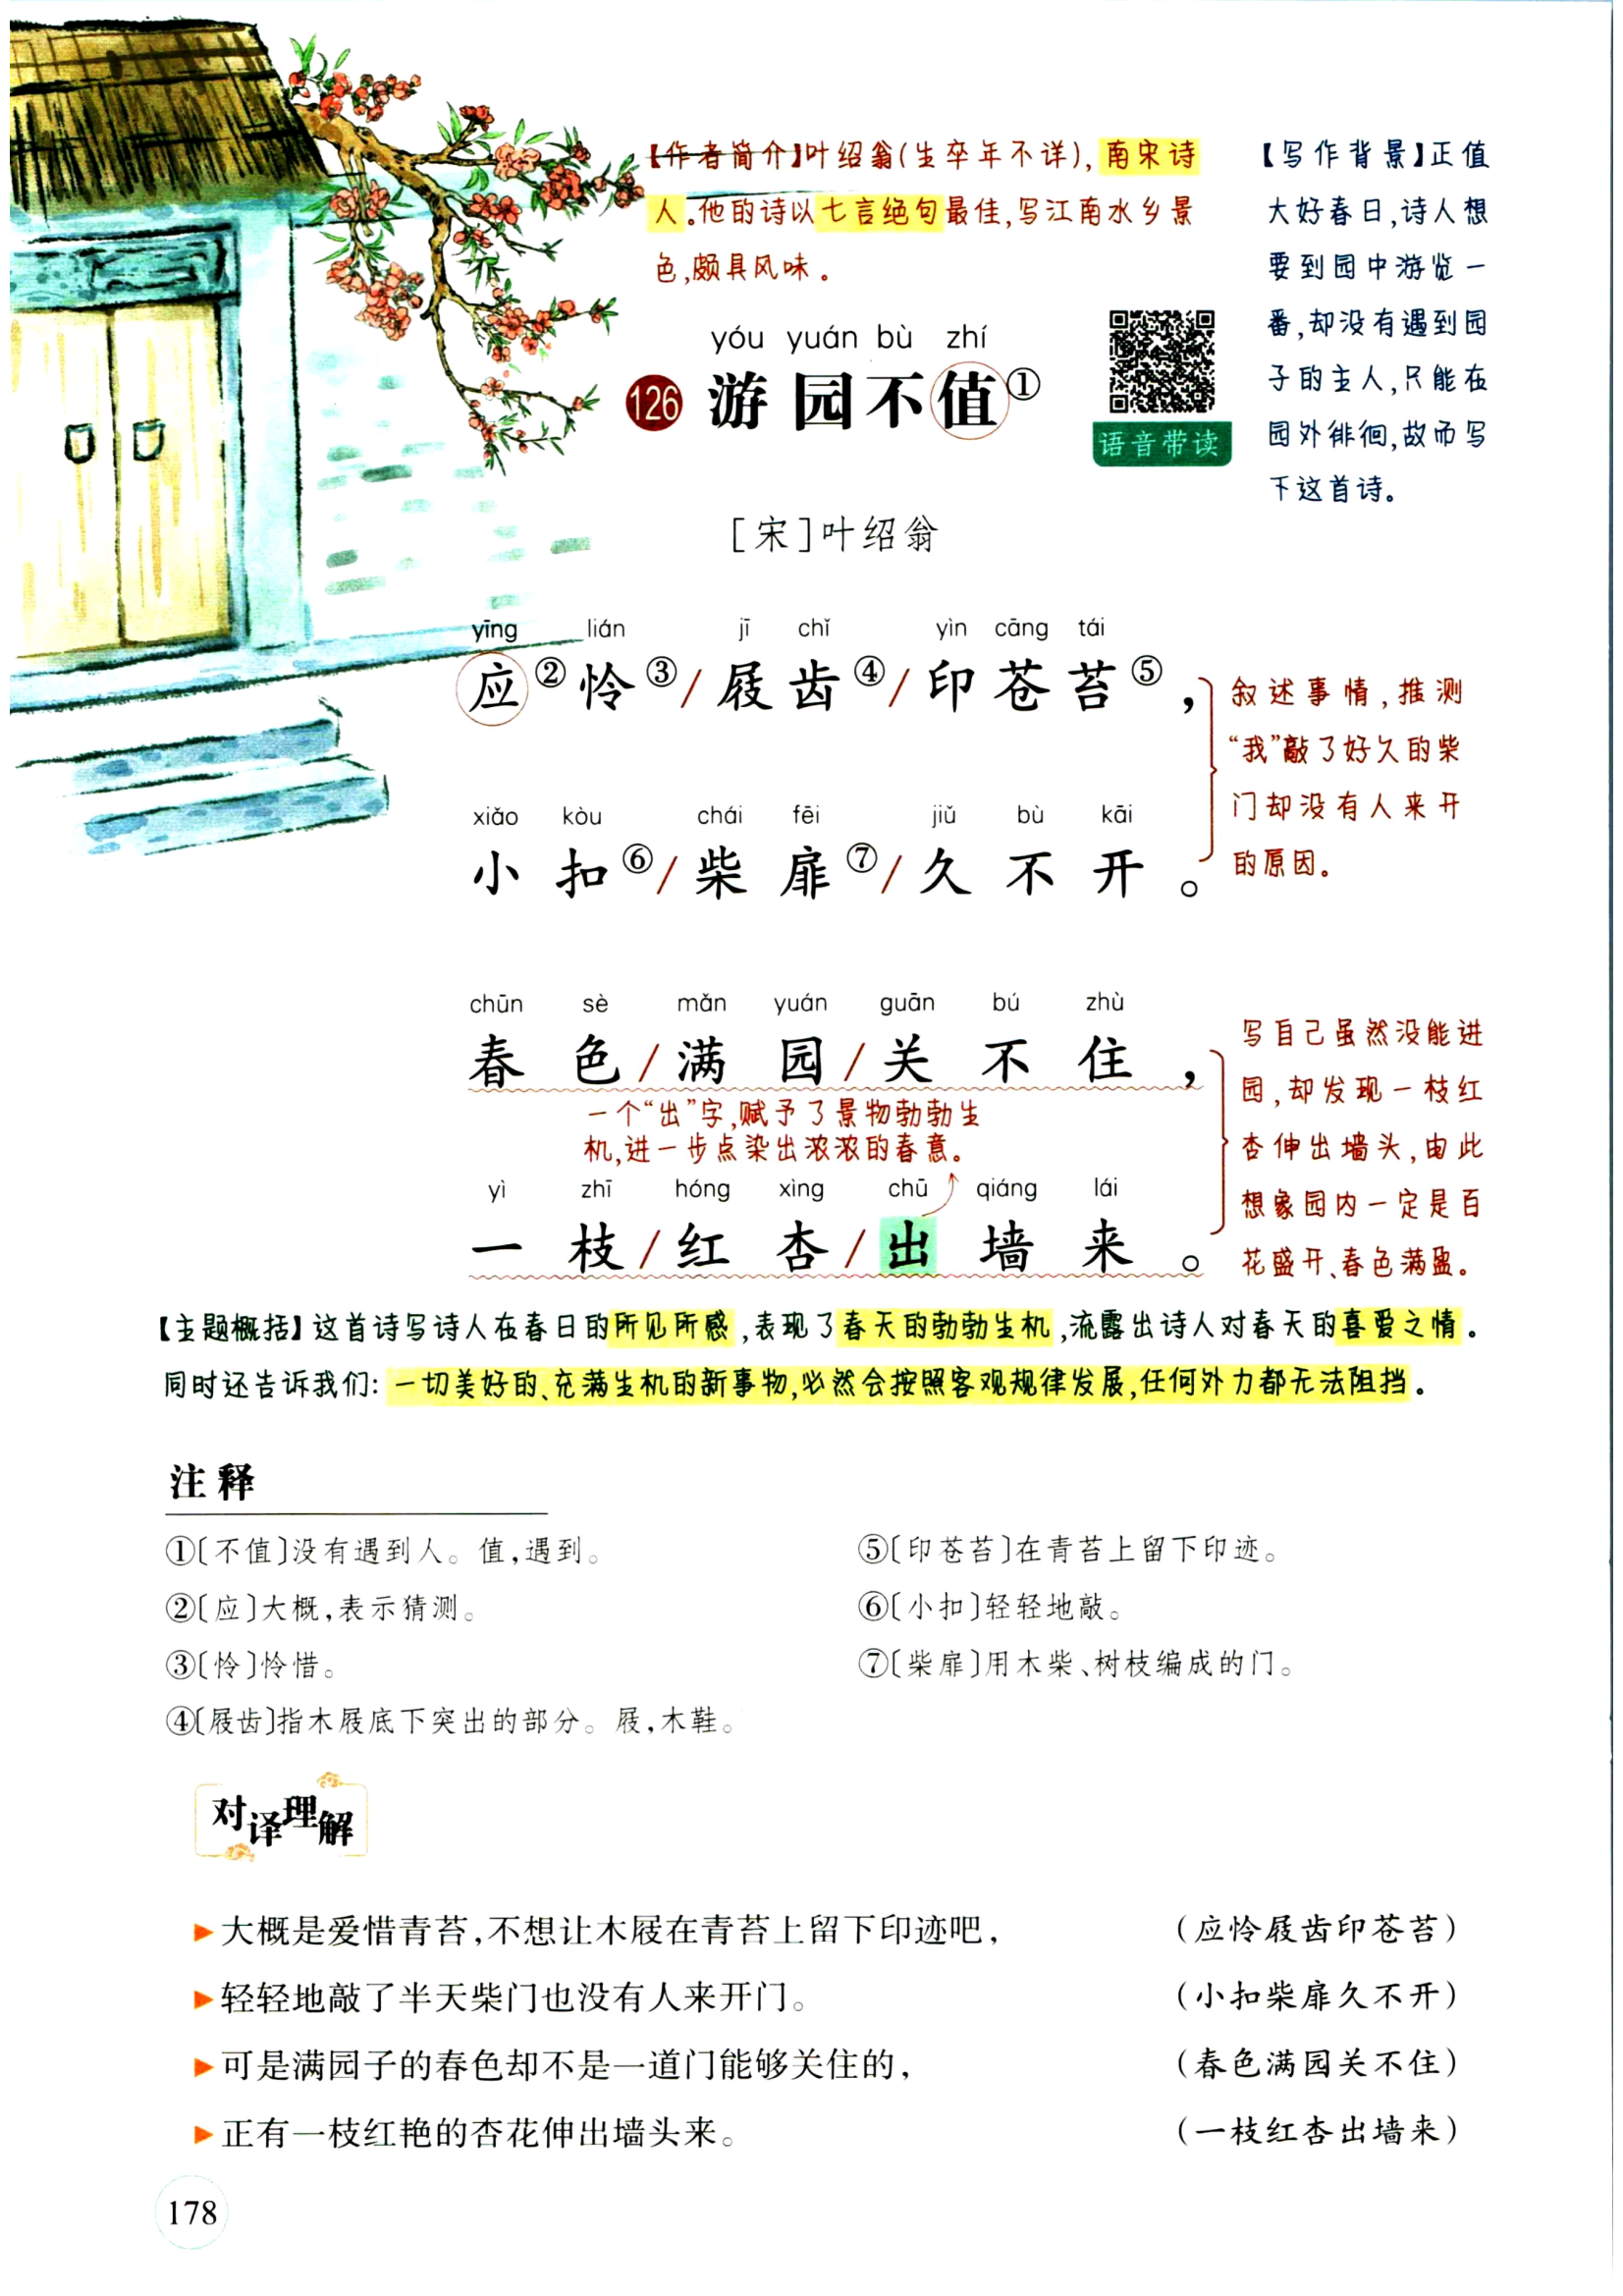 【作者简介】叶绍翁(生卒年不详),南宋诗
人。他的诗以七言绝句最佳,写江南水乡景
色,颇具风味。
【写作背景】正值
大好春日,诗人想
要到园中游览一
番,却没有遇到园
子的主人,只能在
园外徘徊,故而写
下这首诗。
yóu yuán bù zhí
126 游园不值①
语音带读
[宋]叶绍翁
yīng lián jī chǐ yìn cāng tái
应②怜③/屐齿④/印苍苔⑤,
xiǎo kòu chái fēi jiǔ bù kāi
小扣⑥/柴扉⑦/久不开。
叙述事情,推测
“我”敲了好久的柴
门却没有人来开
的原因。
chūn sè mǎn yuán guān bú zhù
春色/满园/关不住,
一个“出”字,赋予了景物勃勃生
机,进一步点染出浓浓的春意。
yì zhī hóng xìng chū qiáng lái
一枝/红杏/出墙来。
写自己虽然没能进
园,却发现一枝红
杏伸出墙头,由此
想象园内一定是百
花盛开、春色满盈。
【主题概括】这首诗写诗人在春日的所见所感,表现了春天的勃勃生机,流露出诗人对春天的喜爱之情。
同时还告诉我们:一切美好的、充满生机的新事物,必然会按照客观规律发展,任何外力都无法阻挡。
注释
①〔不值〕没有遇到人。值,遇到。
②〔应〕大概,表示猜测。
③〔怜〕怜惜。
④〔屐齿〕指木屐底下突出的部分。屐,木鞋。
⑤〔印苍苔〕在青苔上留下印迹。
⑥〔小扣〕轻轻地敲。
⑦〔柴扉〕用木柴、树枝编成的门。
对译理解
▶大概是爱惜青苔,不想让木屐在青苔上留下印迹吧, (应怜屐齿印苍苔)
▶轻轻地敲了半天柴门也没有人来开门。 (小扣柴扉久不开)
▶可是满园子的春色却不是一道门能够关住的, (春色满园关不住)
▶正有一枝红艳的杏花伸出墙头来。 (一枝红杏出墙来)
178